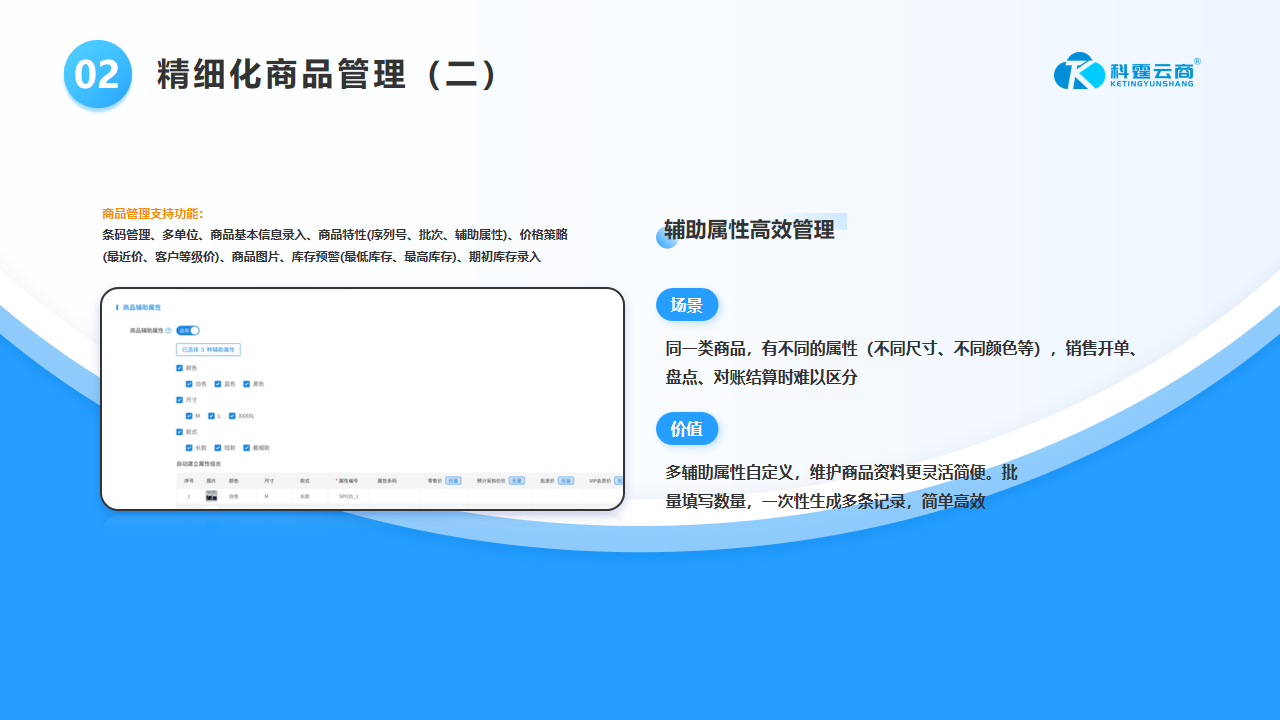 02
精细化商品管理（二）
科霆云商®
KETINGYUNSHANG
商品管理支持功能：
条码管理、多单位、商品基本信息录入、商品特性(序列号、批次、辅助属性)、价格策略
(最近价、客户等级价)、商品图片、库存预警(最低库存、最高库存)、期初库存录入
商品辅助属性
商品辅助属性 启用
已选择 5 种辅助属性
颜色
白色 蓝色 黑色
尺寸
M L XXXXL
款式
长款 短款
自动建立属性组合
序号 图片 颜色 尺寸 款式 * 属性编号 属性条码 零售价 批量 预计采购价价 批量 批发价 批量 VIP会员价
1 白色 M 长款 SP035_1
辅助属性高效管理
场景
同一类商品，有不同的属性（不同尺寸、不同颜色等），销售开单、
盘点、对账结算时难以区分
价值
多辅助属性自定义，维护商品资料更灵活简便。批
量填写数量，一次性生成多条记录，简单高效